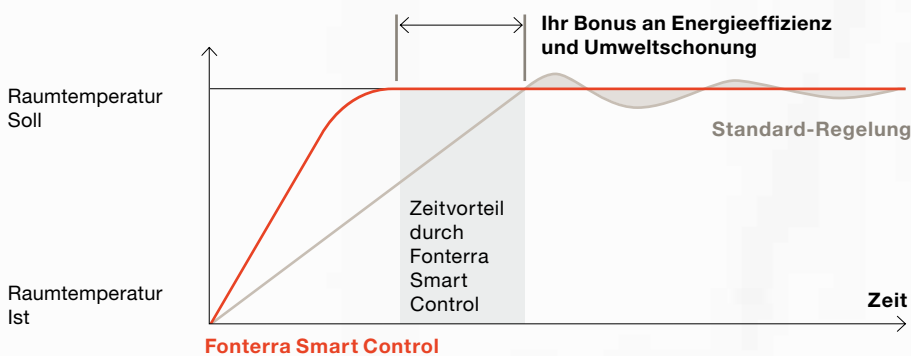 Ihr Bonus an Energieeffizienz
und Umweltschonung
Raumtemperatur
Soll
Standard-Regelung
Zeitvorteil
durch
Fonterra
Smart
Control
Raumtemperatur
Ist
Zeit
Fonterra Smart Control